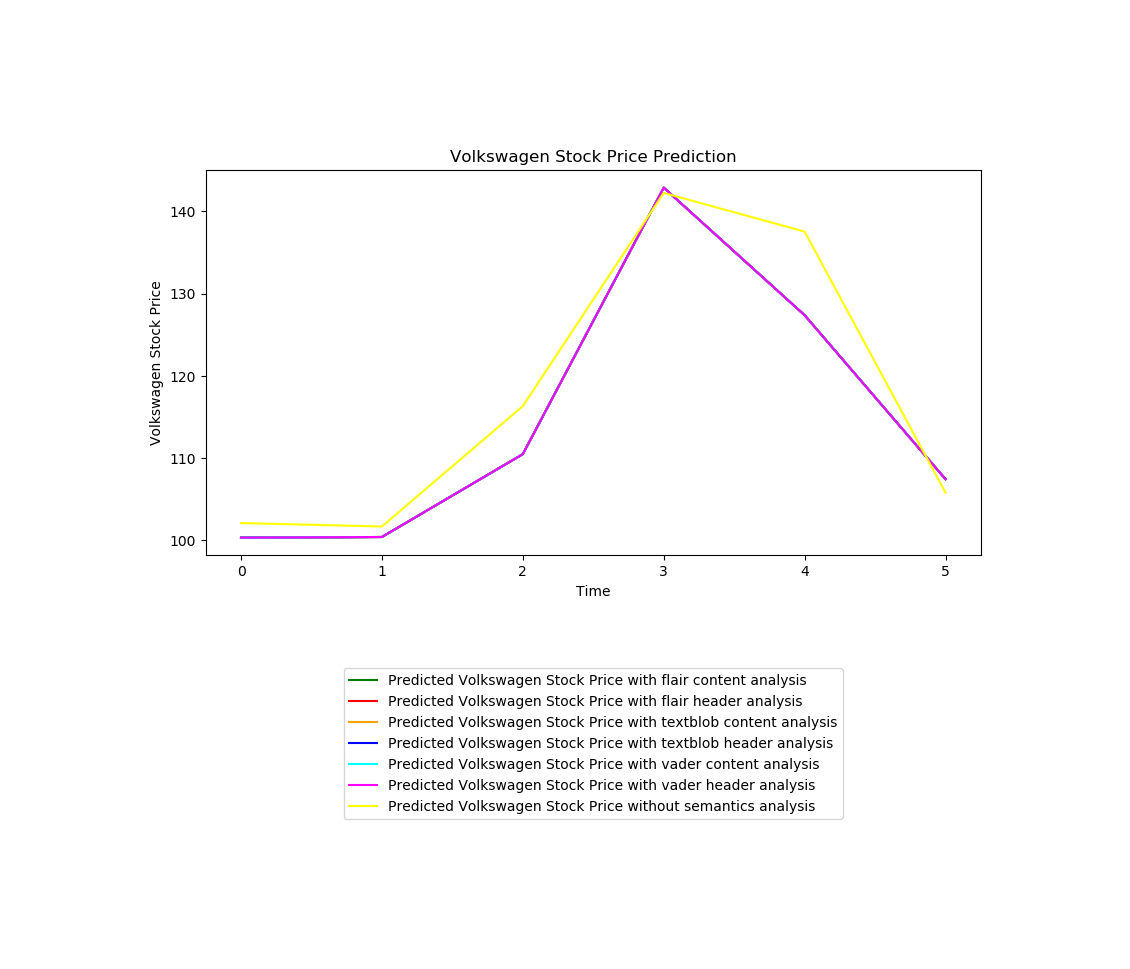 Volkswagen Stock Price Prediction
Volkswagen Stock Price
140
130
120
110
100
0 1 2 3 4 5
Time
Predicted Volkswagen Stock Price with flair content analysis
Predicted Volkswagen Stock Price with flair header analysis
Predicted Volkswagen Stock Price with textblob content analysis
Predicted Volkswagen Stock Price with textblob header analysis
Predicted Volkswagen Stock Price with vader content analysis
Predicted Volkswagen Stock Price with vader header analysis
Predicted Volkswagen Stock Price without semantics analysis